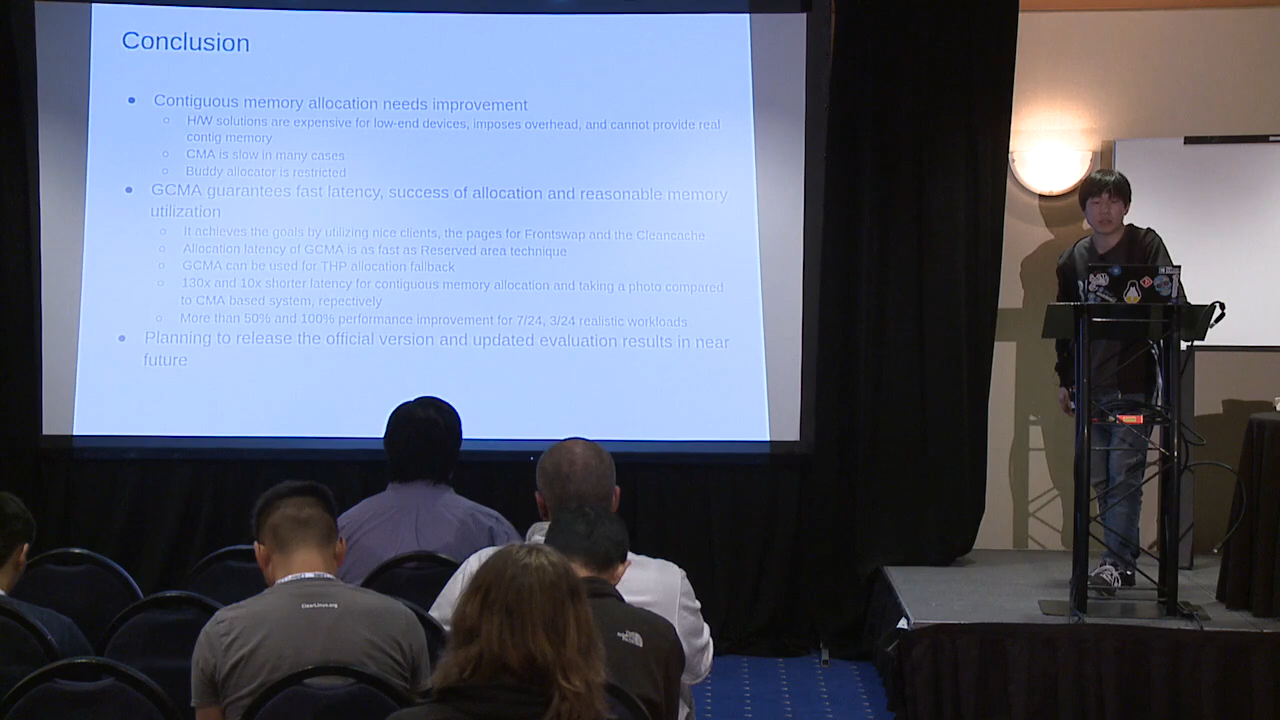 Conclusion
● Contiguous memory allocation needs improvement
○ H/W solutions are expensive for low-end devices, imposes overhead, and cannot provide real
contig memory
○ CMA is slow in many cases
○ Buddy allocator is restricted
● GCMA guarantees fast latency, success of allocation and reasonable memory
utilization
○ It achieves the goals by utilizing nice clients, the pages for Frontswap and the Cleancache
○ Allocation latency of GCMA is as fast as Reserved area technique
○ GCMA can be used for THP allocation fallback
○ 130x and 10x shorter latency for contiguous memory allocation and taking a photo compared
to CMA based system, repectively
○ More than 50% and 100% performance improvement for 7/24, 3/24 realistic workloads
● Planning to release the official version and updated evaluation results in near
future
ClearLinux.org